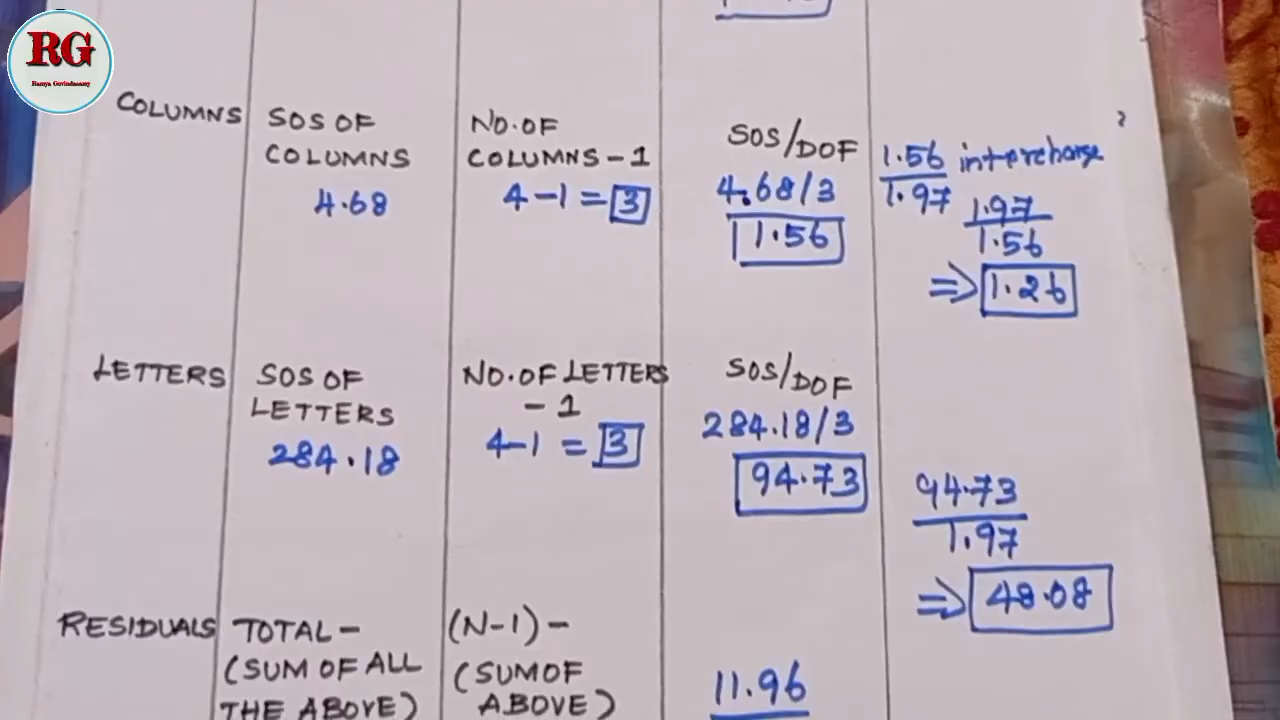 RG
Ramya Govindasamy
COLUMNS
SOS OF
COLUMNS
4.68
NO. OF
COLUMNS - 1
4-1 = 3
SOS/DOF
4.68/3
1.56
1.56
1.97
interchange
1.97
1.56
⇒ 1.26
LETTERS
SOS OF
LETTERS
284.18
NO. OF LETTERS
- 1
4-1 = 3
SOS/DOF
284.18/3
94.73
94.73
1.97
⇒ 48.08
RESIDUALS
TOTAL -
(SUM OF ALL
THE ABOVE)
(N-1) -
(SUM OF
ABOVE)
11.96